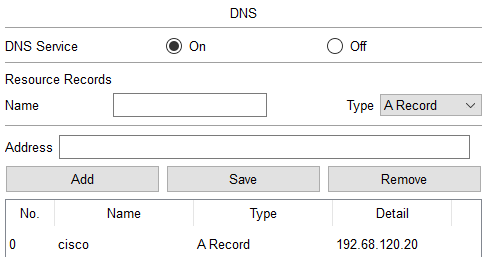 DNS
DNS Service On Off
Resource Records
Name Type A Record
Address
Add Save Remove
No. Name Type Detail
0 cisco A Record 192.68.120.20